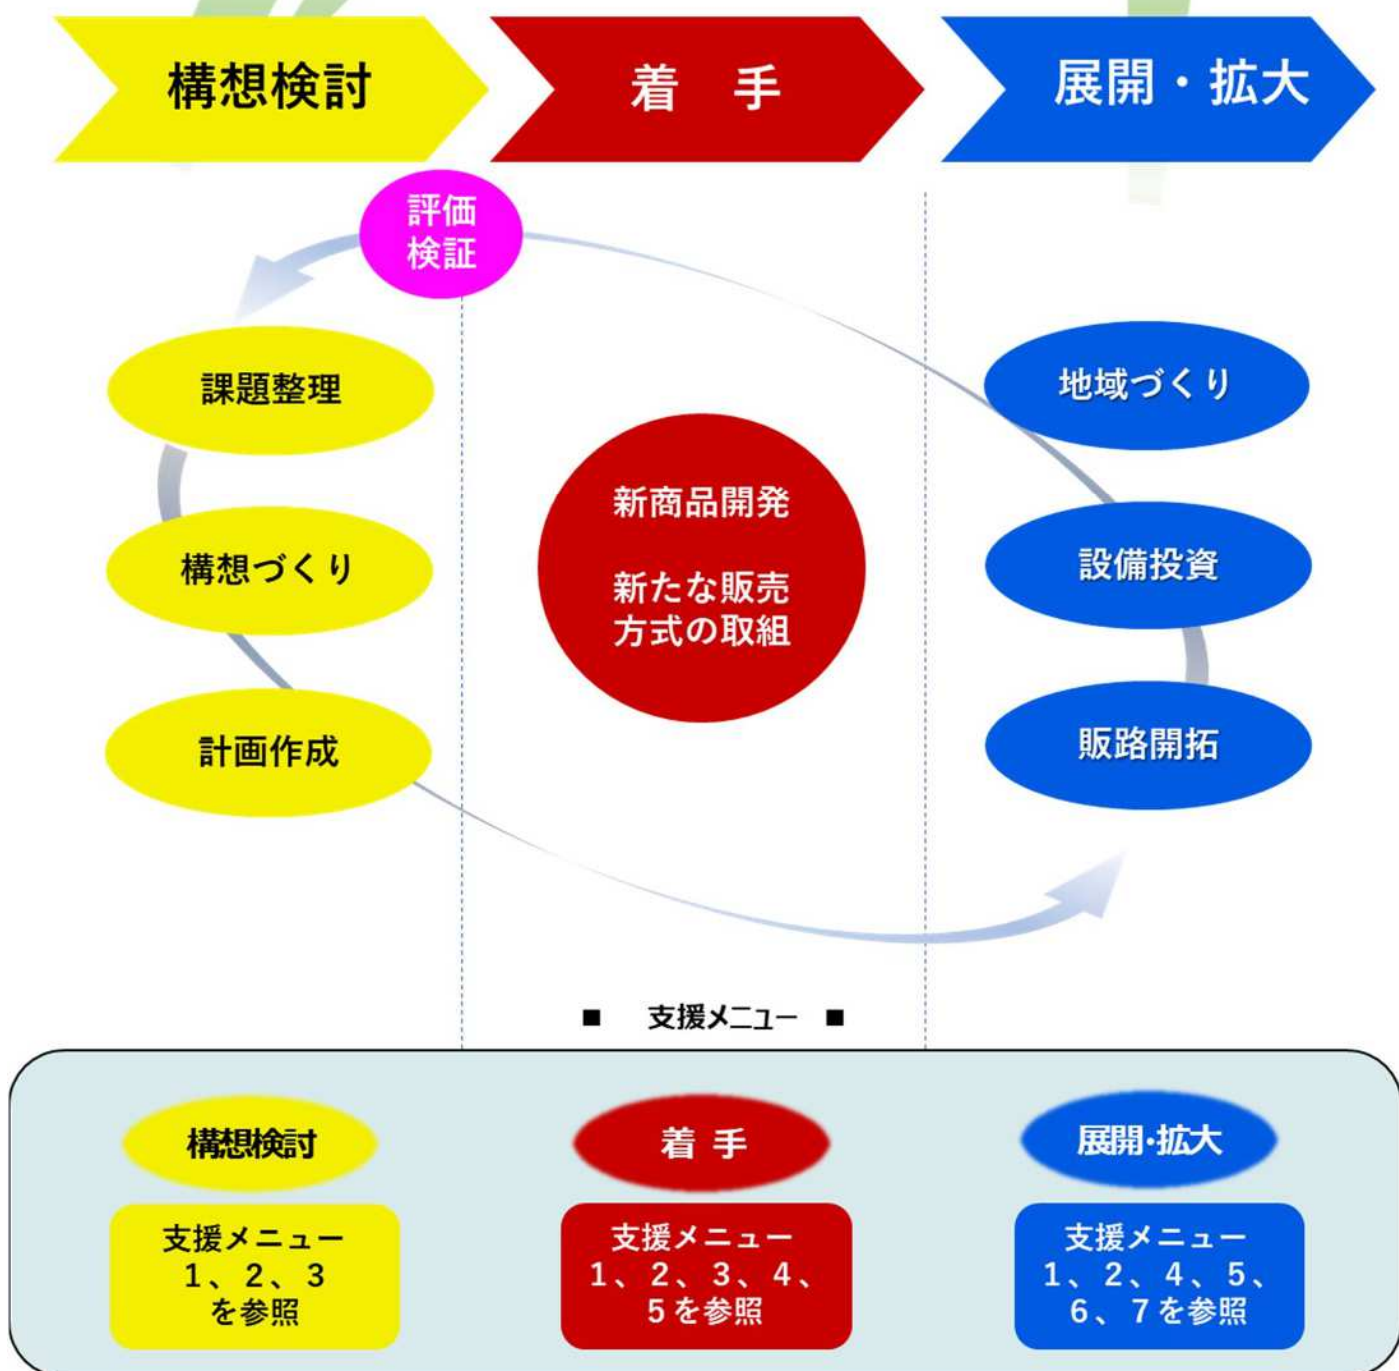 構想検討
着　手
展開・拡大
評価
検証
課題整理
構想づくり
計画作成
新商品開発
新たな販売
方式の取組
地域づくり
設備投資
販路開拓
■　支援メニュー　■
構想検討
支援メニュー
1、2、3
を参照
着 手
支援メニュー
1、2、3、4、
5を参照
展開・拡大
支援メニュー
1、2、4、5、
6、7を参照